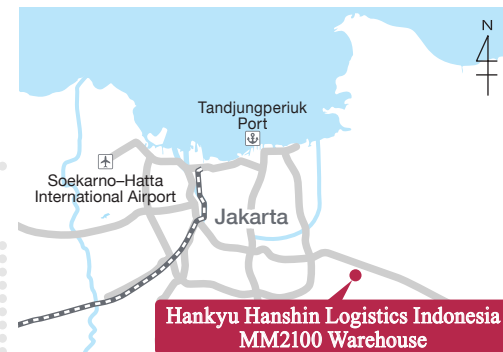 N
Tandjungperiuk
Port
Soekarno–Hatta
International Airport
Jakarta
Hankyu Hanshin Logistics Indonesia
MM2100 Warehouse